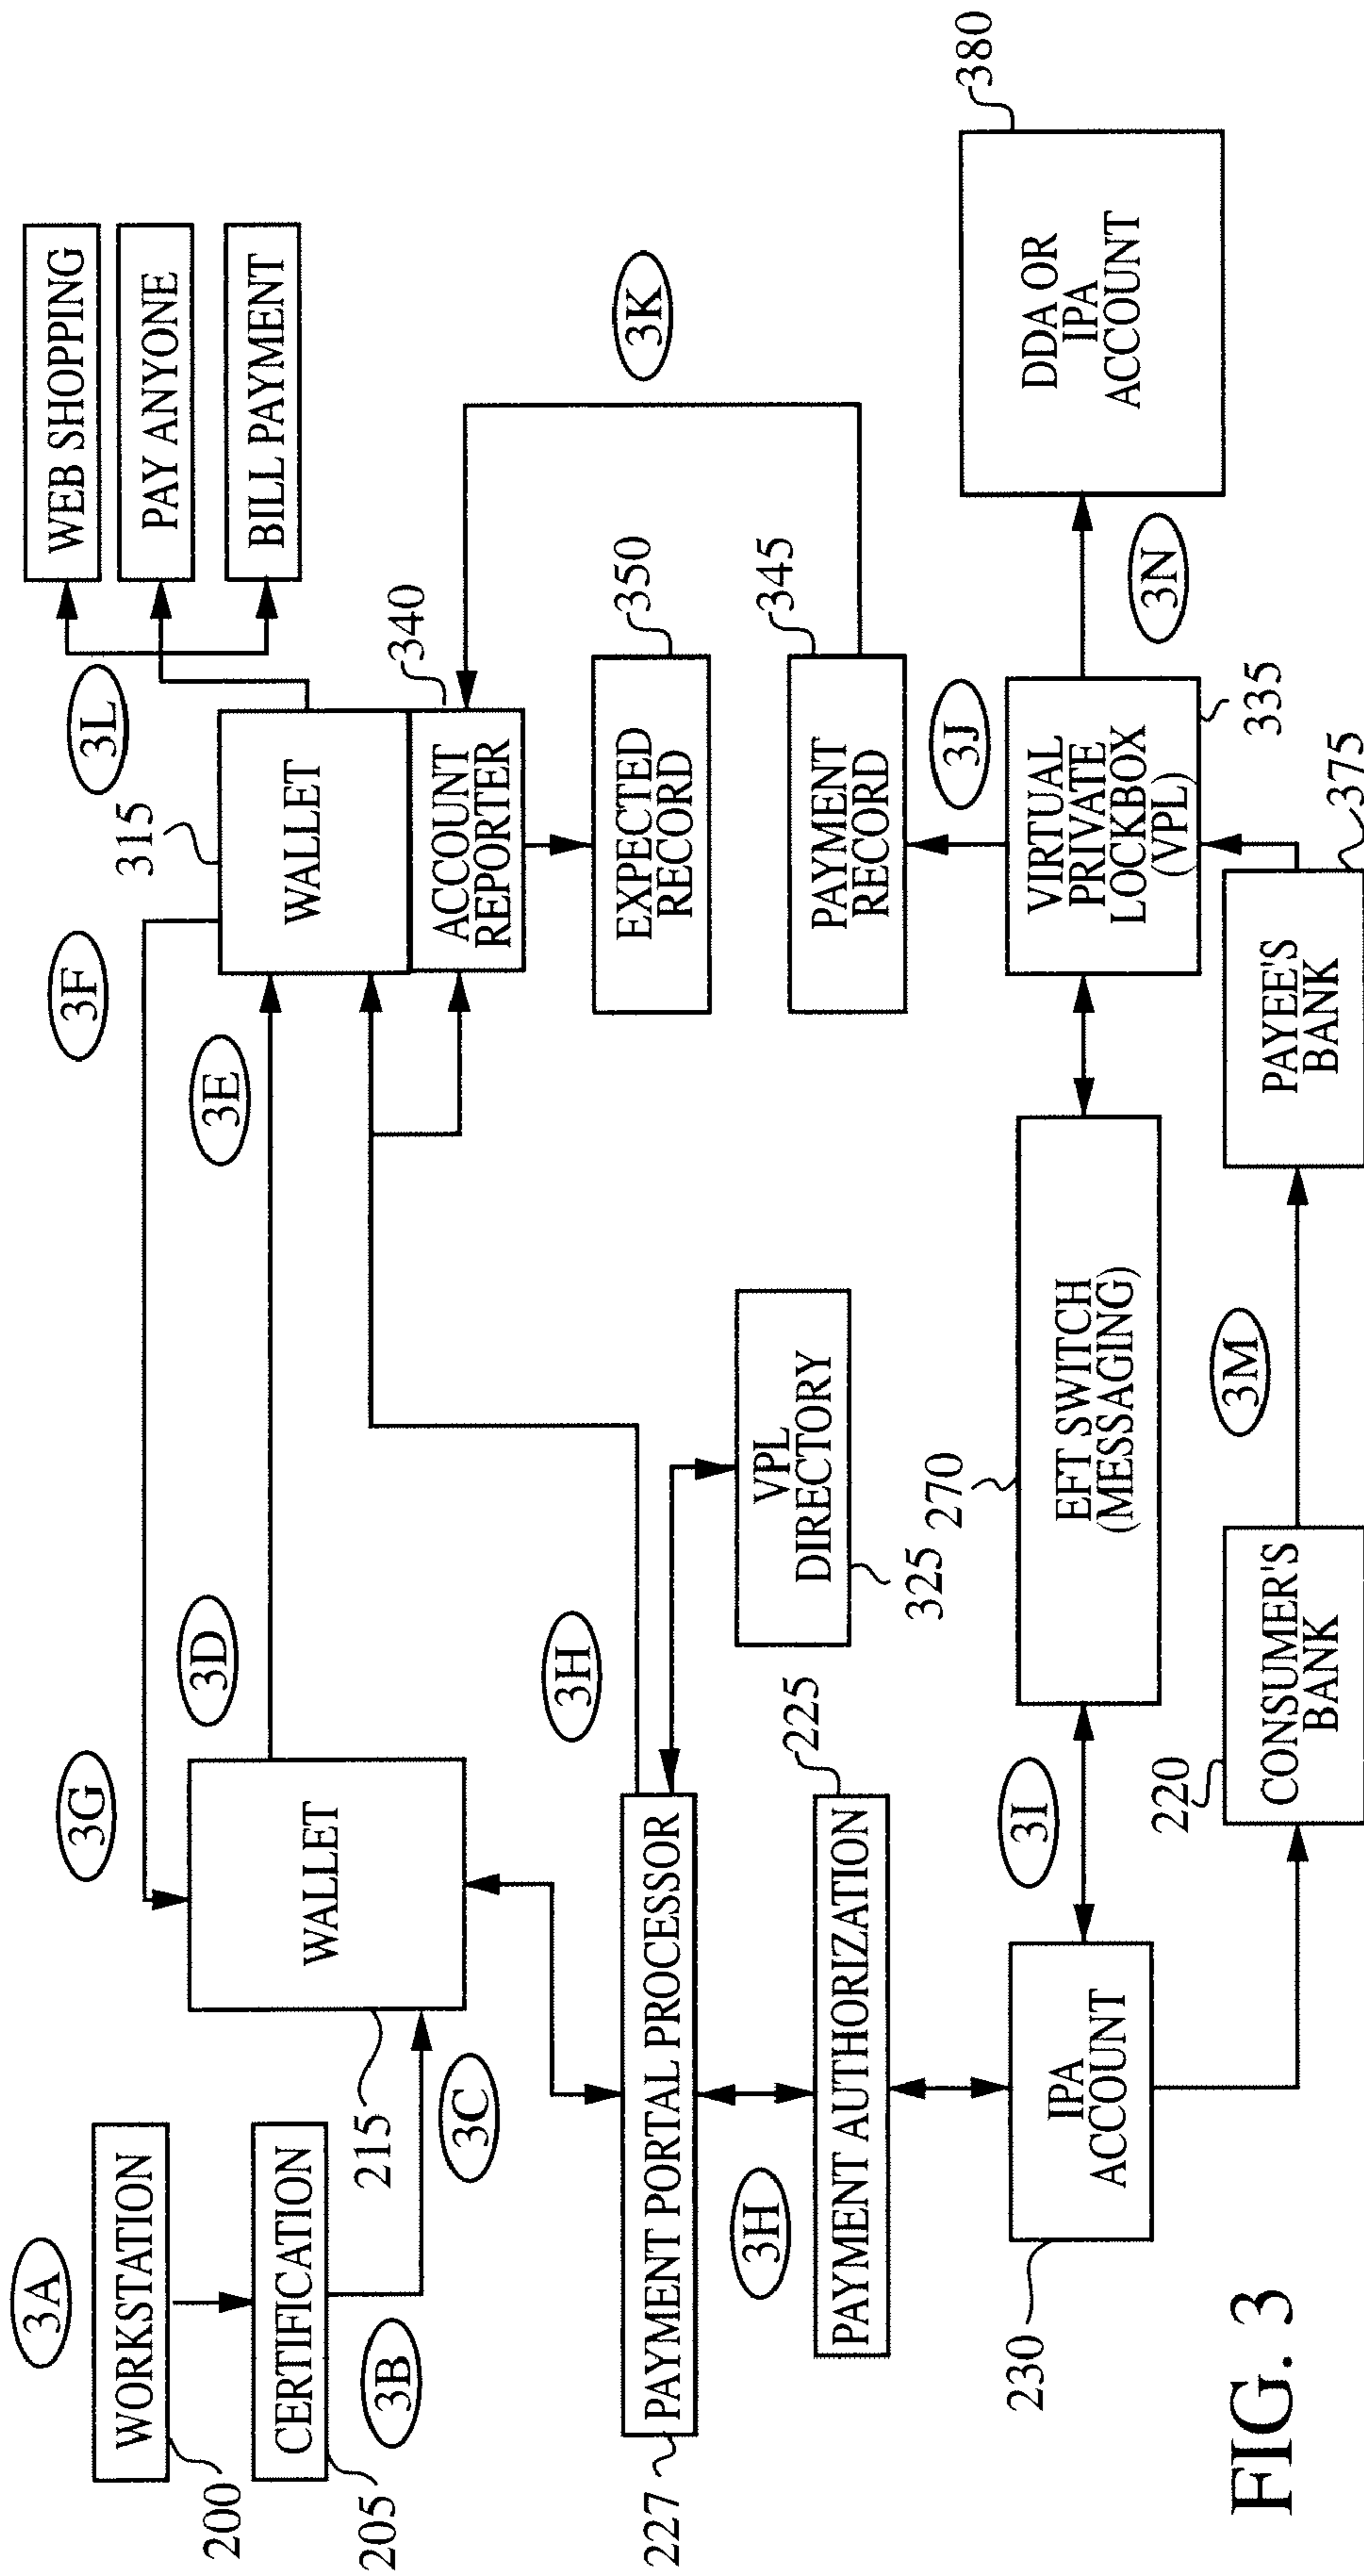 3A
WORKSTATION
200
CERTIFICATION
205
3B
3C
WALLET
215
3G
3D
3F
3E
315
WALLET
3L
WEB SHOPPING
PAY ANYONE
BILL PAYMENT
340
ACCOUNT
REPORTER
EXPECTED
RECORD
350
3K
PAYMENT
RECORD
345
3H
PAYMENT PORTAL PROCESSOR
227
VPL
DIRECTORY
325
3H
PAYMENT AUTHORIZATION
225
IPA
ACCOUNT
230
3I
EFT SWITCH
(MESSAGING)
270
3J
VIRTUAL
PRIVATE
LOCKBOX
(VPL)
335
3N
DDA OR
IPA
ACCOUNT
380
CONSUMER'S
BANK
220
3M
PAYEE'S
BANK
375
FIG. 3